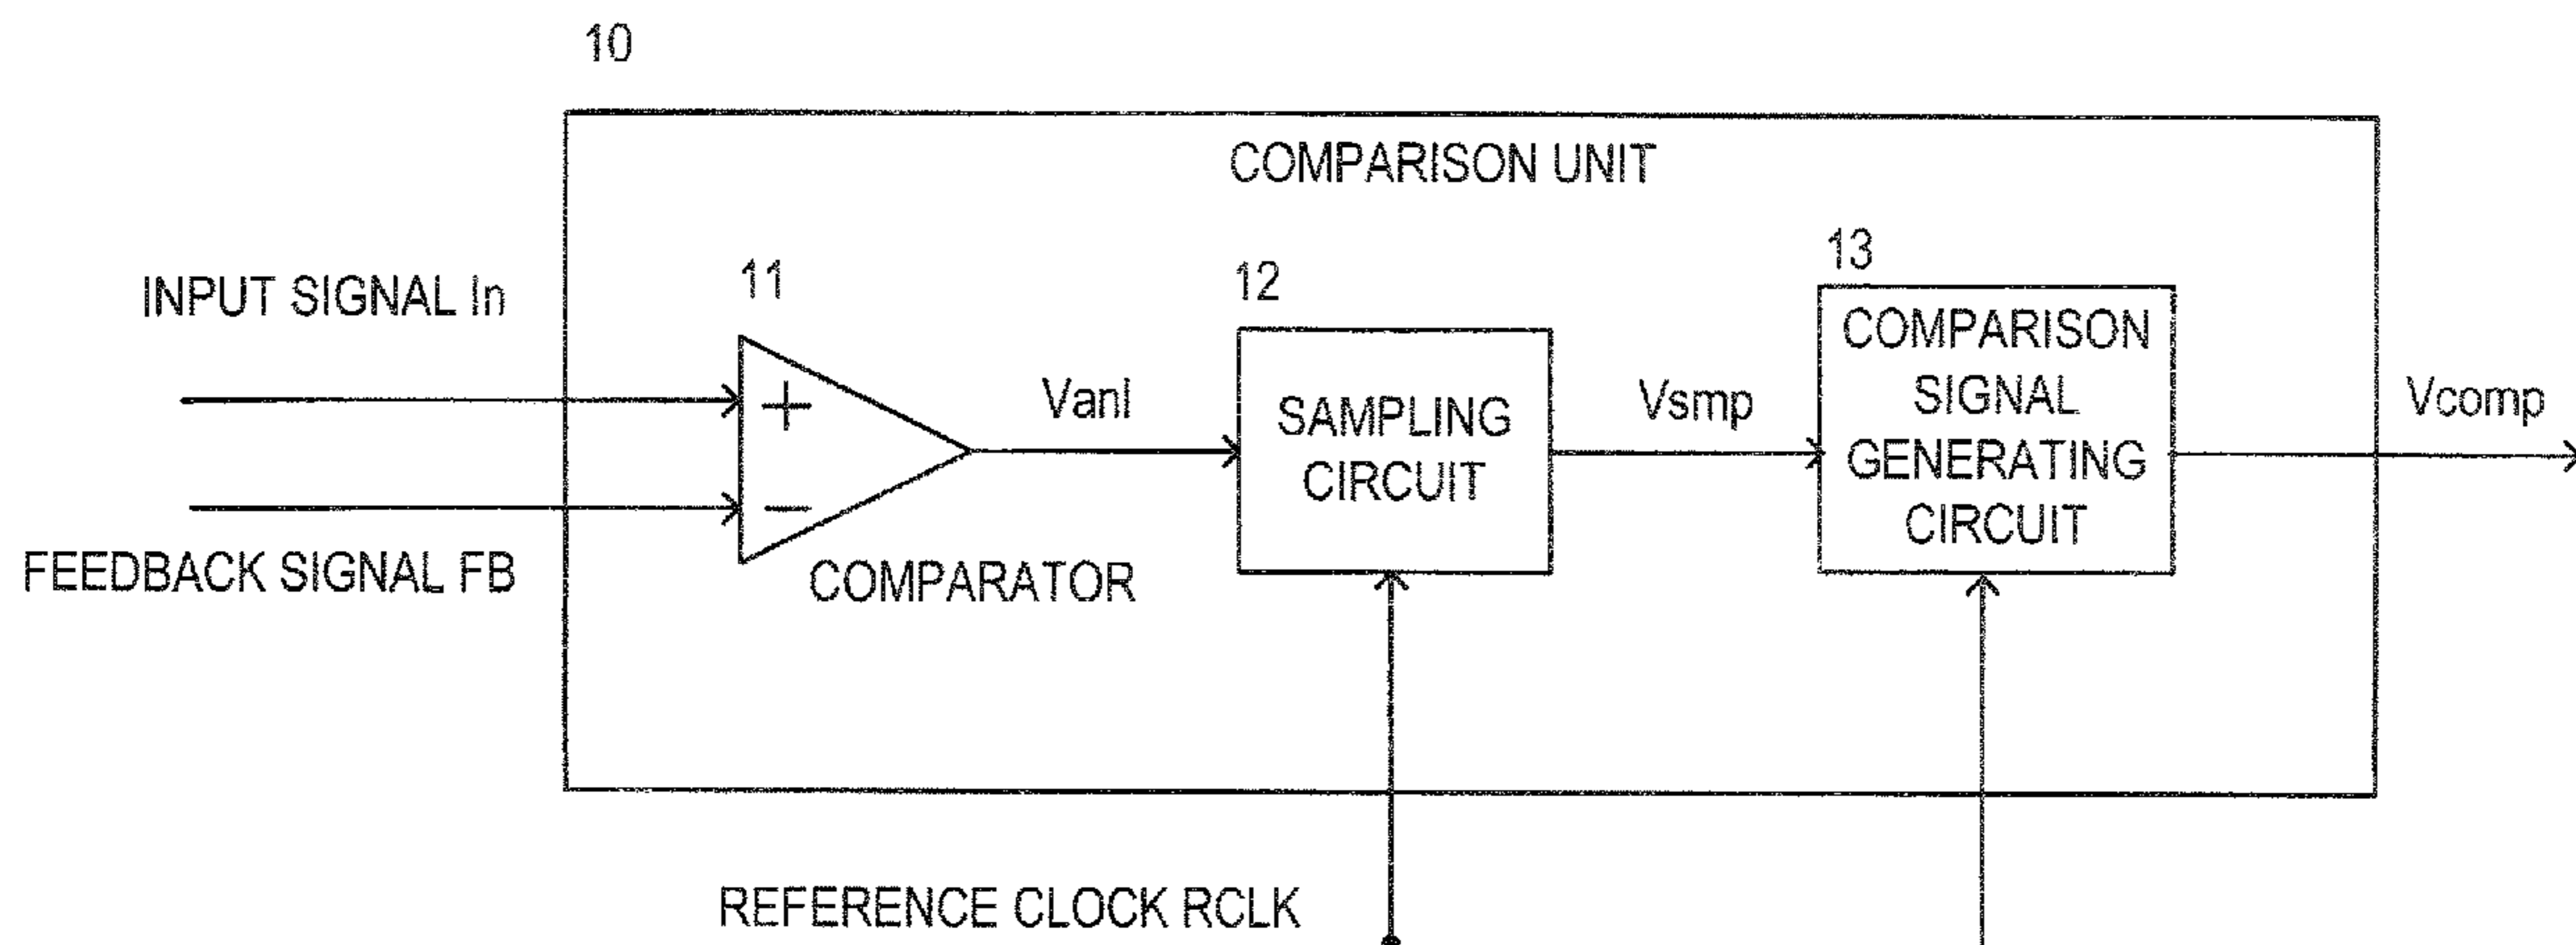 10
COMPARISON UNIT
INPUT SIGNAL In
11
12
13
+
−
Vanl
SAMPLING
CIRCUIT
Vsmp
COMPARISON
SIGNAL
GENERATING
CIRCUIT
Vcomp
FEEDBACK SIGNAL FB
COMPARATOR
REFERENCE CLOCK RCLK